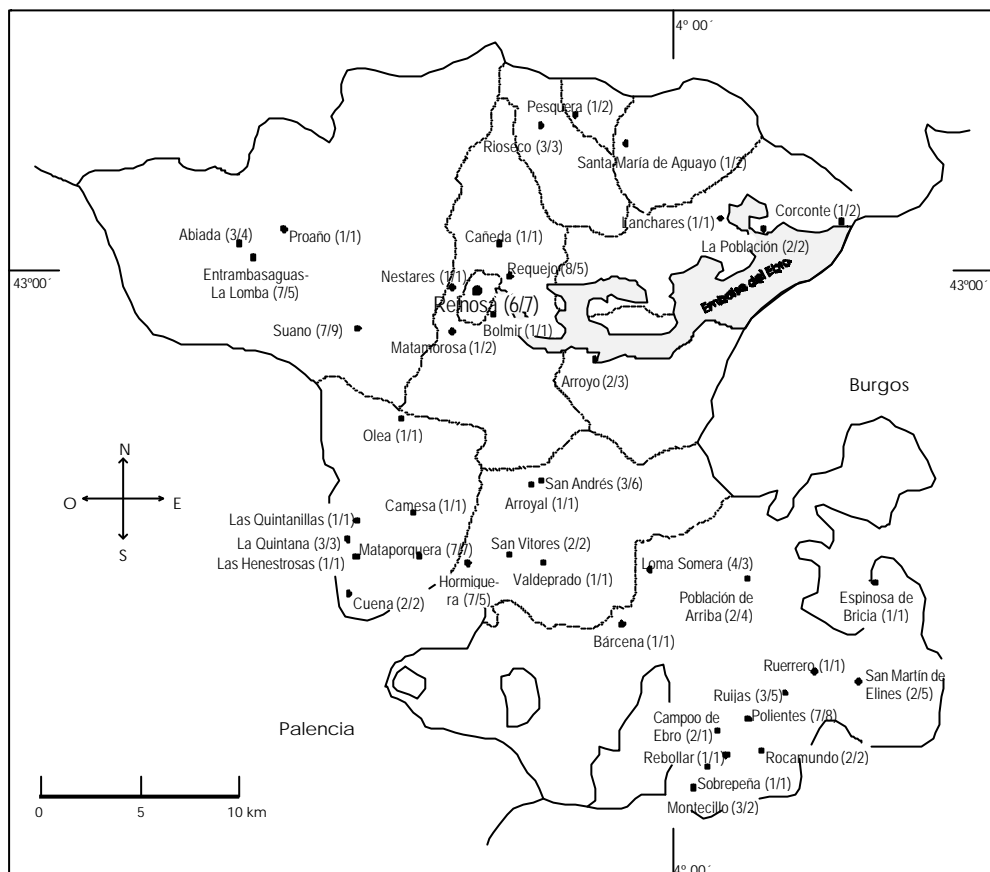 4º 00´
Pesquera (1/2)
Rioseco (3/3)
Santa María de Aguayo (1/2)
Lanchares (1/1)
Corconte (1/2)
La Población (2/2)
Abiada (3/4)
Proaño (1/1)
Cañeda (1/1)
Entrambasaguas-
La Lomba (7/5)
Nestares (1/1)
Requejo (8/5)
43º00´
43º00´
Embalse del Ebro
Reinosa (6/7)
Suano (7/9)
Bolmir (1/1)
Matamorosa (1/2)
Arroyo (2/3)
Burgos
Olea (1/1)
N
O
E
S
San Andrés (3/6)
Arroyal (1/1)
Camesa (1/1)
Las Quintanillas (1/1)
La Quintana (3/3)
Mataporquera (7/7)
Las Henestrosas (1/1)
San Vitores (2/2)
Valdeprado (1/1)
Hormigue-
ra (7/5)
Loma Somera (4/3)
Cuena (2/2)
Población de
Arriba (2/4)
Espinosa de
Bricia (1/1)
Bárcena (1/1)
Ruerrero (1/1)
San Martín de
Elines (2/5)
Ruijas (3/5)
Polientes (7/8)
Palencia
Campoo de
Ebro (2/1)
Rebollar (1/1)
Rocamundo (2/2)
Sobrepeña (1/1)
Montecillo (3/2)
0
5
10 km
4º 00´